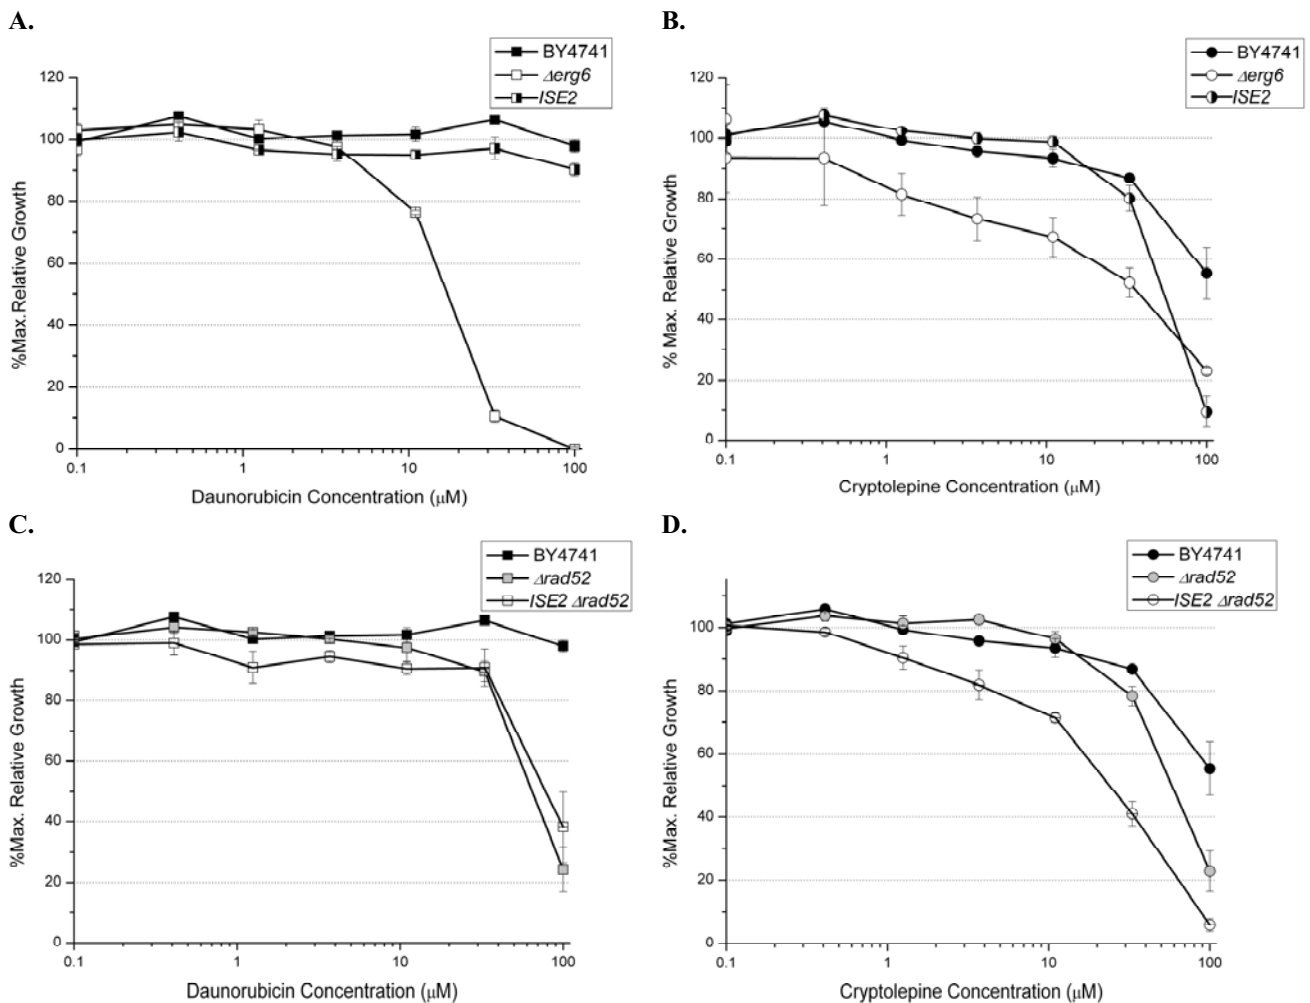 A.
BY4741
Δerg6
ISE2
120
100
80
60
40
20
0
%Max.Relative Growth
0.1 1 10 100
Daunorubicin Concentration (µM)
B.
BY4741
Δerg6
ISE2
120
100
80
60
40
20
0
% Max. Relative Growth
0.1 1 10 100
Cryptolepine Concentration (µM)
C.
BY4741
Δrad52
ISE2 Δrad52
120
100
80
60
40
20
0
%Max. Relative Growth
0.1 1 10 100
Daunorubicin Concentration (µM)
D.
BY4741
Δrad52
ISE2 Δrad52
100
80
60
40
20
0
%Max. Relative Growth
0.1 1 10 100
Cryptolepine Concentration (µM)